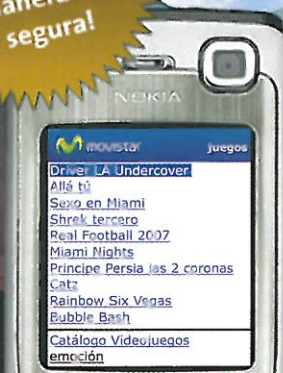 segura!
NOKIA
movistar juegos
Driver LA Undercover
Allá tú
Sexo en Miami
Shrek tercero
Real Football 2007
Miami Nights
Principe Persia las 2 coronas
Catz
Rainbow Six Vegas
Bubble Bash
Catálogo Videojuegos
emoción